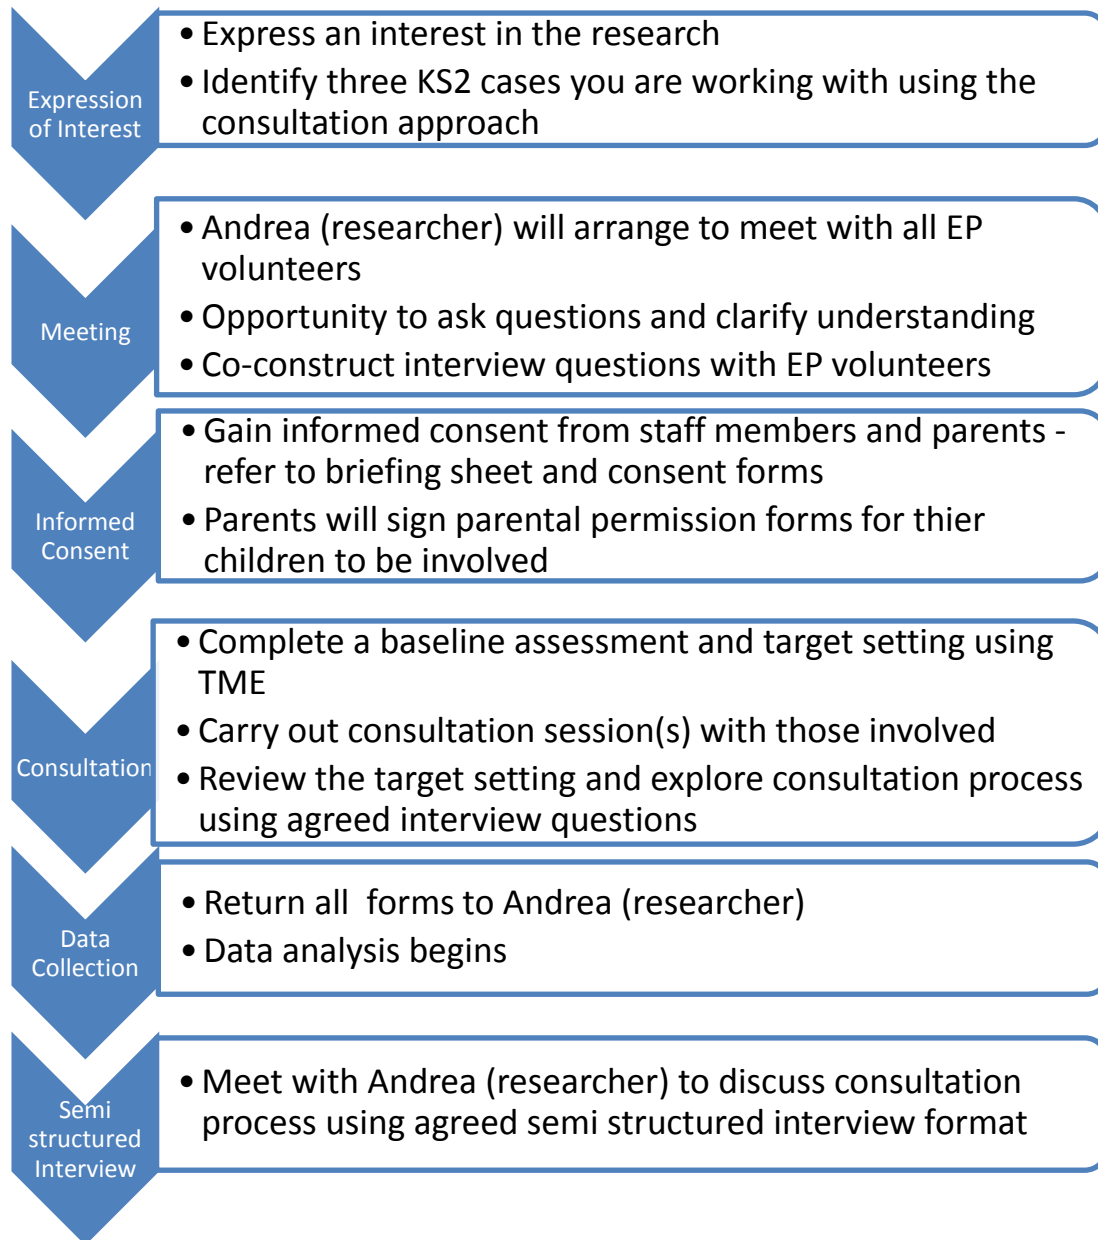 Expression
of Interest
• Express an interest in the research
• Identify three KS2 cases you are working with using the
consultation approach
Meeting
• Andrea (researcher) will arrange to meet with all EP
volunteers
• Opportunity to ask questions and clarify understanding
• Co-construct interview questions with EP volunteers
Informed
Consent
• Gain informed consent from staff members and parents -
refer to briefing sheet and consent forms
• Parents will sign parental permission forms for thier
children to be involved
Consultation
• Complete a baseline assessment and target setting using
TME
• Carry out consultation session(s) with those involved
• Review the target setting and explore consultation process
using agreed interview questions
Data
Collection
• Return all  forms to Andrea (researcher)
• Data analysis begins
Semi
structured
Interview
• Meet with Andrea (researcher) to discuss consultation
process using agreed semi structured interview format